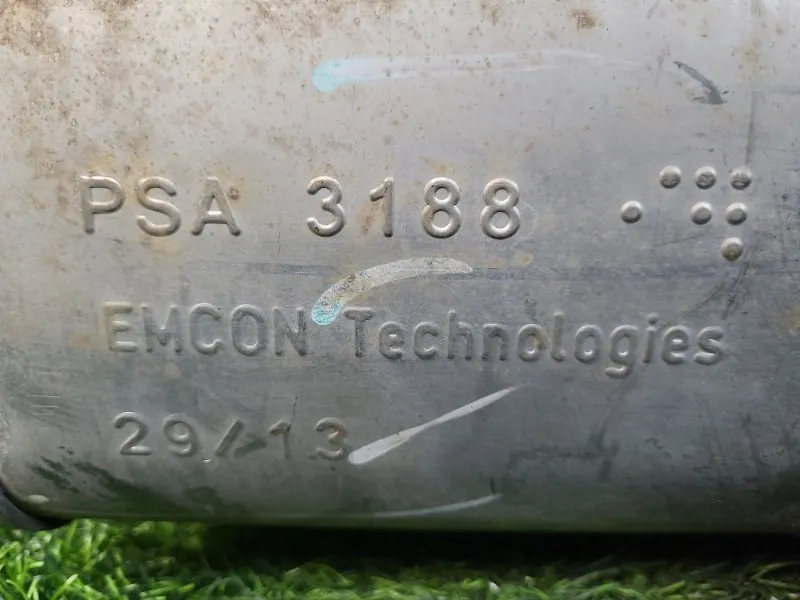 PSA 3188
EMCON Technologies
29/13